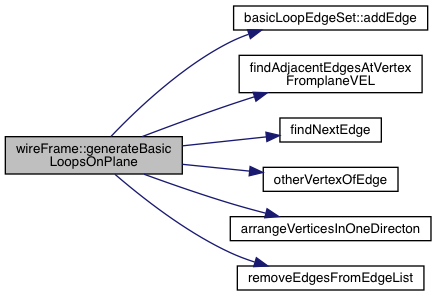 basicLoopEdgeSet::addEdge
findAdjacentEdgesAtVertex
FromplaneVEL
findNextEdge
wireFrame::generateBasic
LoopsOnPlane
otherVertexOfEdge
arrangeVerticesInOneDirecton
removeEdgesFromEdgeList